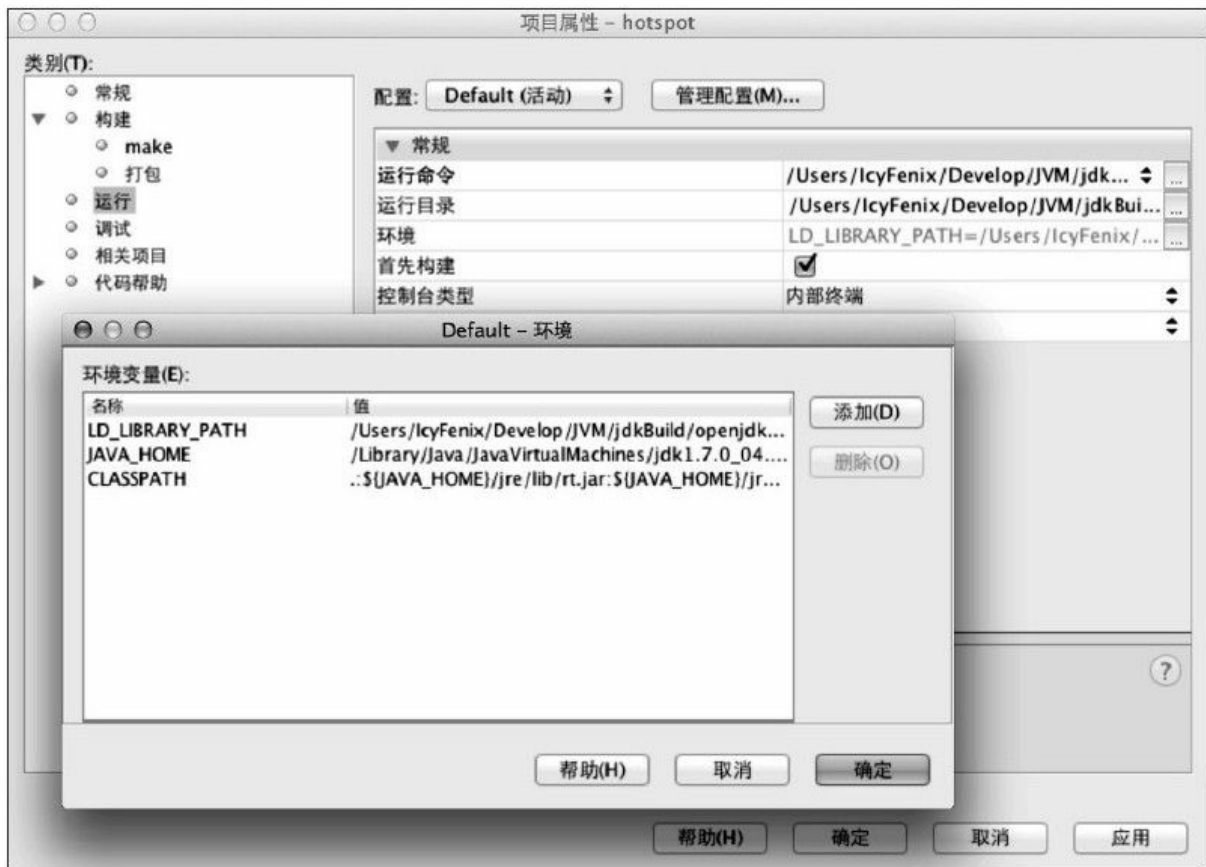 项目属性 – hotspot
类别(T):
常规
构建
make
打包
运行
调试
相关项目
代码帮助
配置: Default (活动) 管理配置(M)...
常规
运行命令 /Users/IcyFenix/Develop/JVM/jdk... ...
运行目录 /Users/IcyFenix/Develop/JVM/jdkBui... ...
环境 LD_LIBRARY_PATH=/Users/IcyFenix/... ...
首先构建
控制台类型 内部终端
Default – 环境
环境变量(E):
名称 值
LD_LIBRARY_PATH /Users/IcyFenix/Develop/JVM/jdkBuild/openjdk...
JAVA_HOME /Library/Java/JavaVirtualMachines/jdk1.7.0_04....
CLASSPATH .:${JAVA_HOME}/jre/lib/rt.jar:${JAVA_HOME}/jr...
添加(D)
删除(O)
?
帮助(H) 取消 确定
帮助(H) 确定 取消 应用